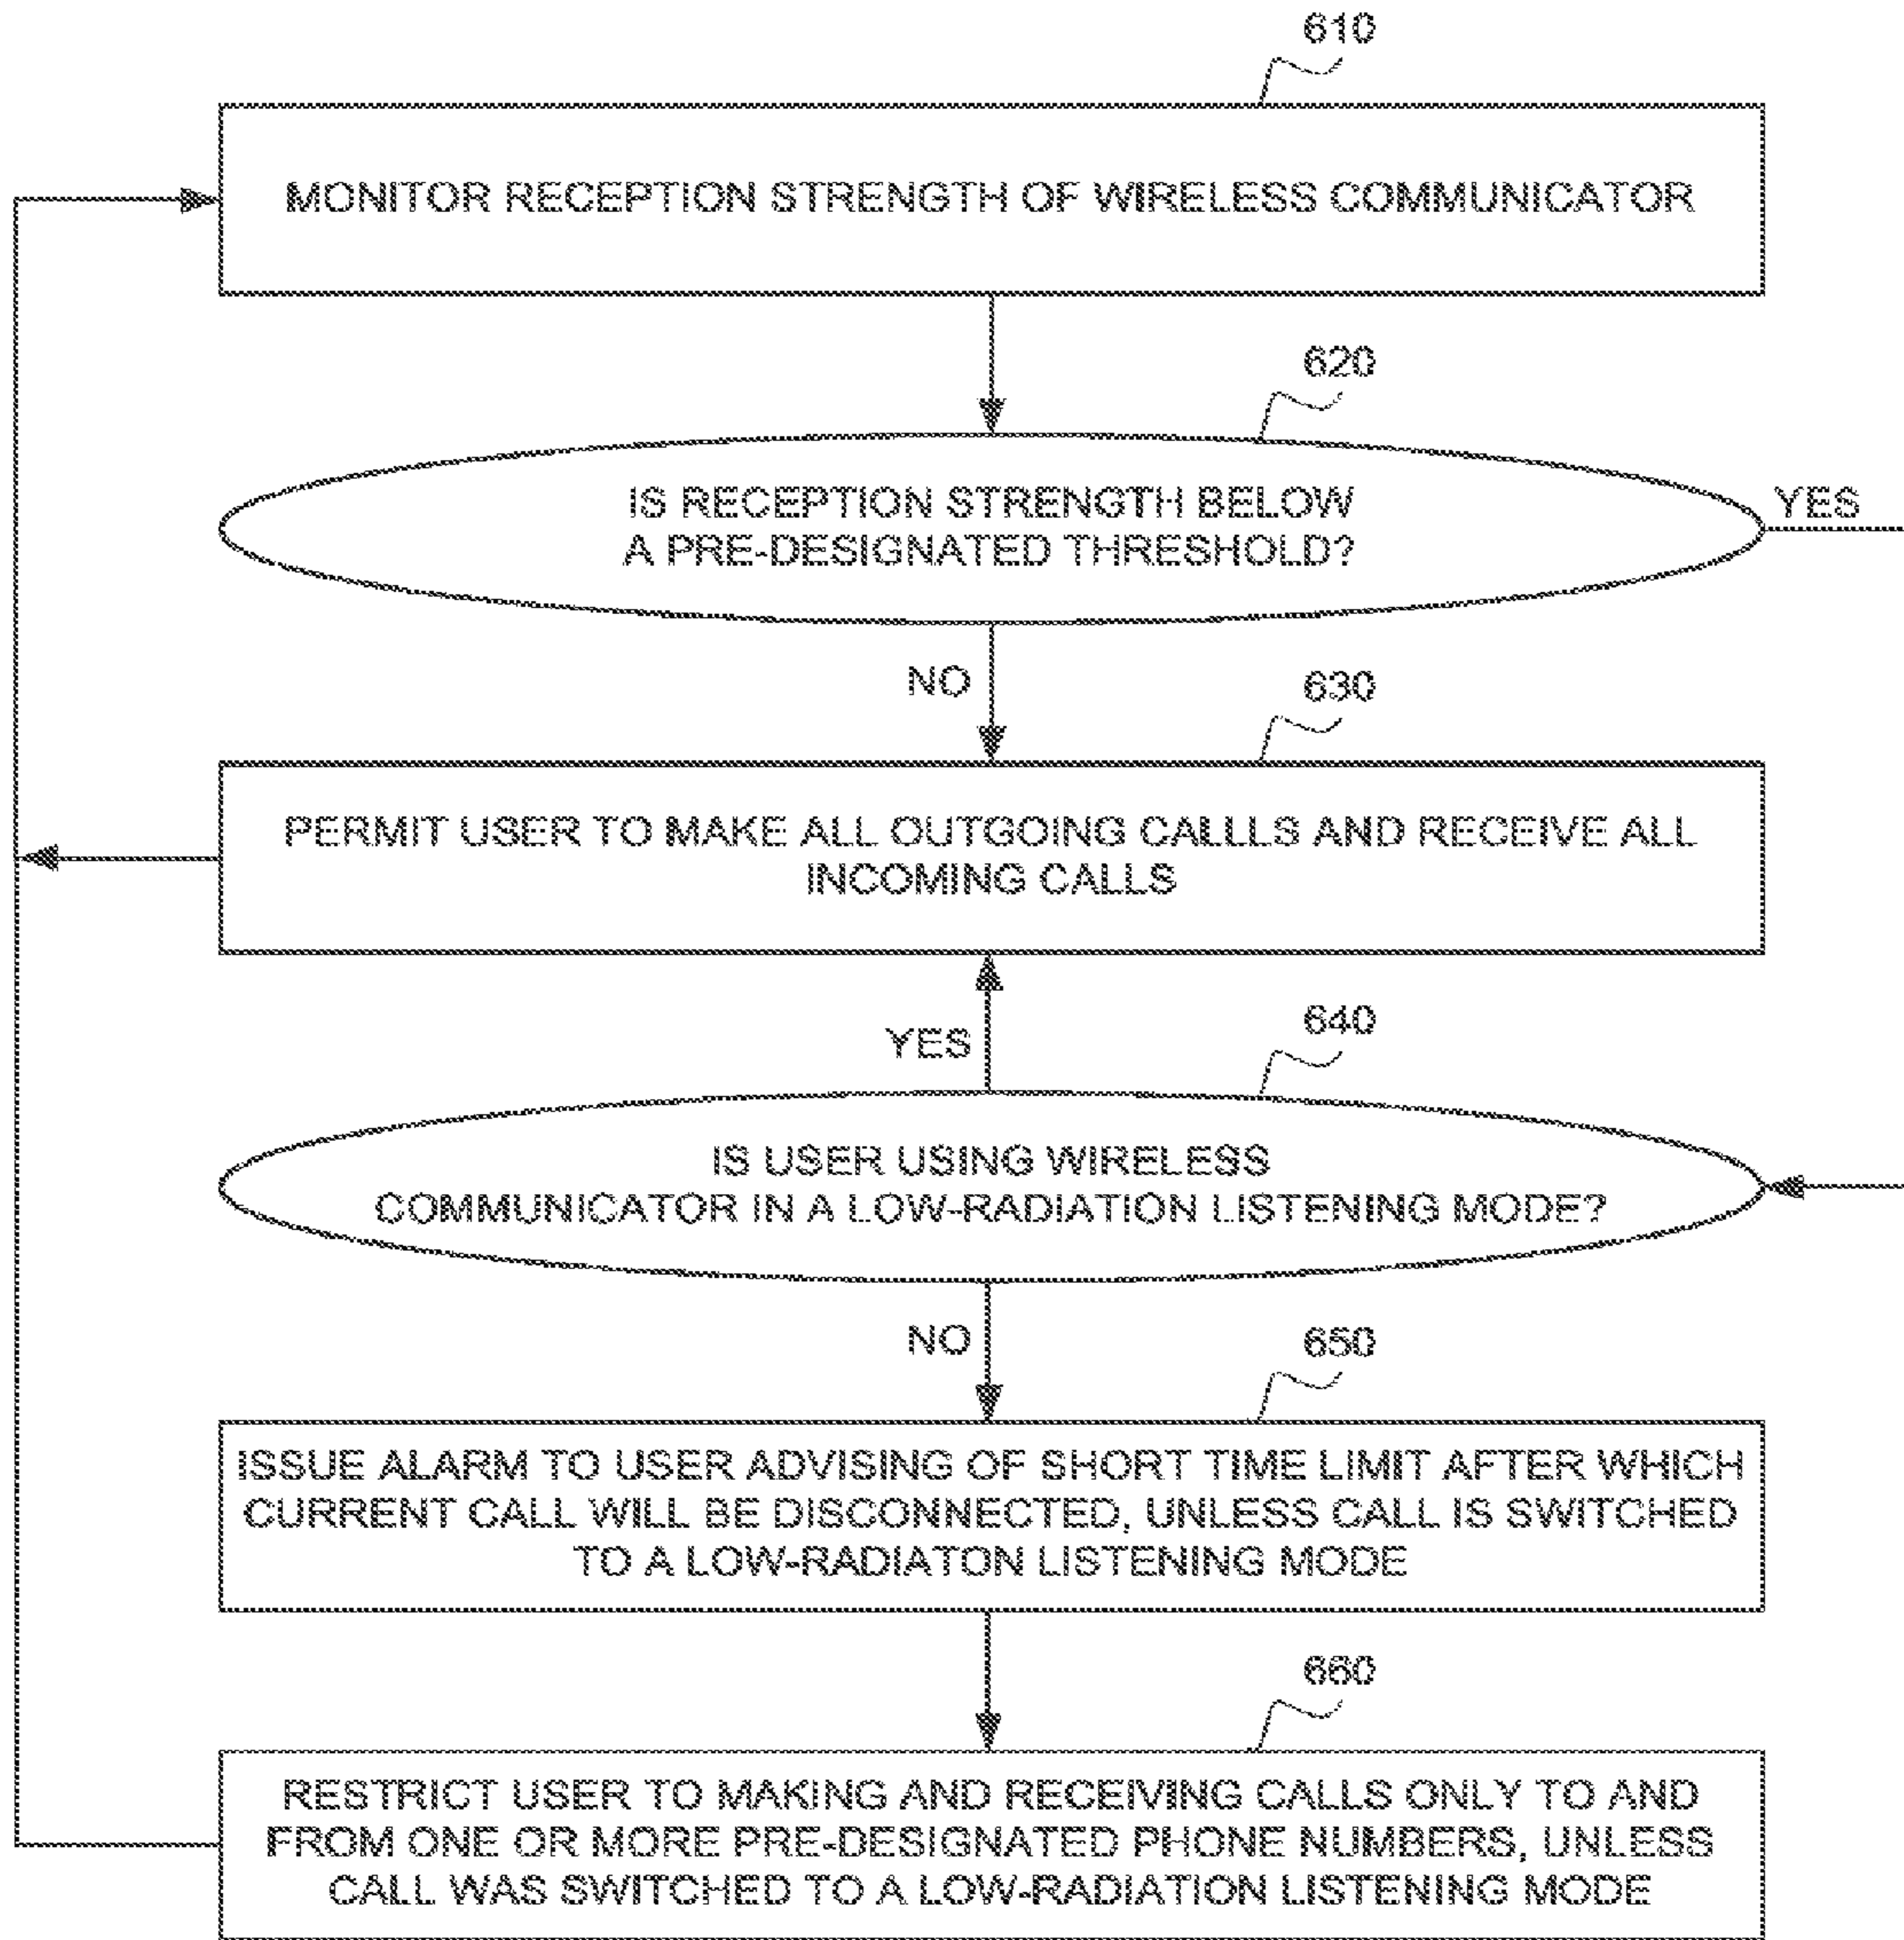 610
MONITOR RECEPTION STRENGTH OF WIRELESS COMMUNICATOR
620
IS RECEPTION STRENGTH BELOW
A PRE-DESIGNATED THRESHOLD?
YES
NO
630
PERMIT USER TO MAKE ALL OUTGOING CALLLS AND RECEIVE ALL
INCOMING CALLS
YES
640
IS USER USING WIRELESS
COMMUNICATOR IN A LOW-RADIATION LISTENING MODE?
NO
650
ISSUE ALARM TO USER ADVISING OF SHORT TIME LIMIT AFTER WHICH
CURRENT CALL WILL BE DISCONNECTED, UNLESS CALL IS SWITCHED
TO A LOW-RADIATON LISTENING MODE
660
RESTRICT USER TO MAKING AND RECEIVING CALLS ONLY TO AND
FROM ONE OR MORE PRE-DESIGNATED PHONE NUMBERS, UNLESS
CALL WAS SWITCHED TO A LOW-RADIATION LISTENING MODE